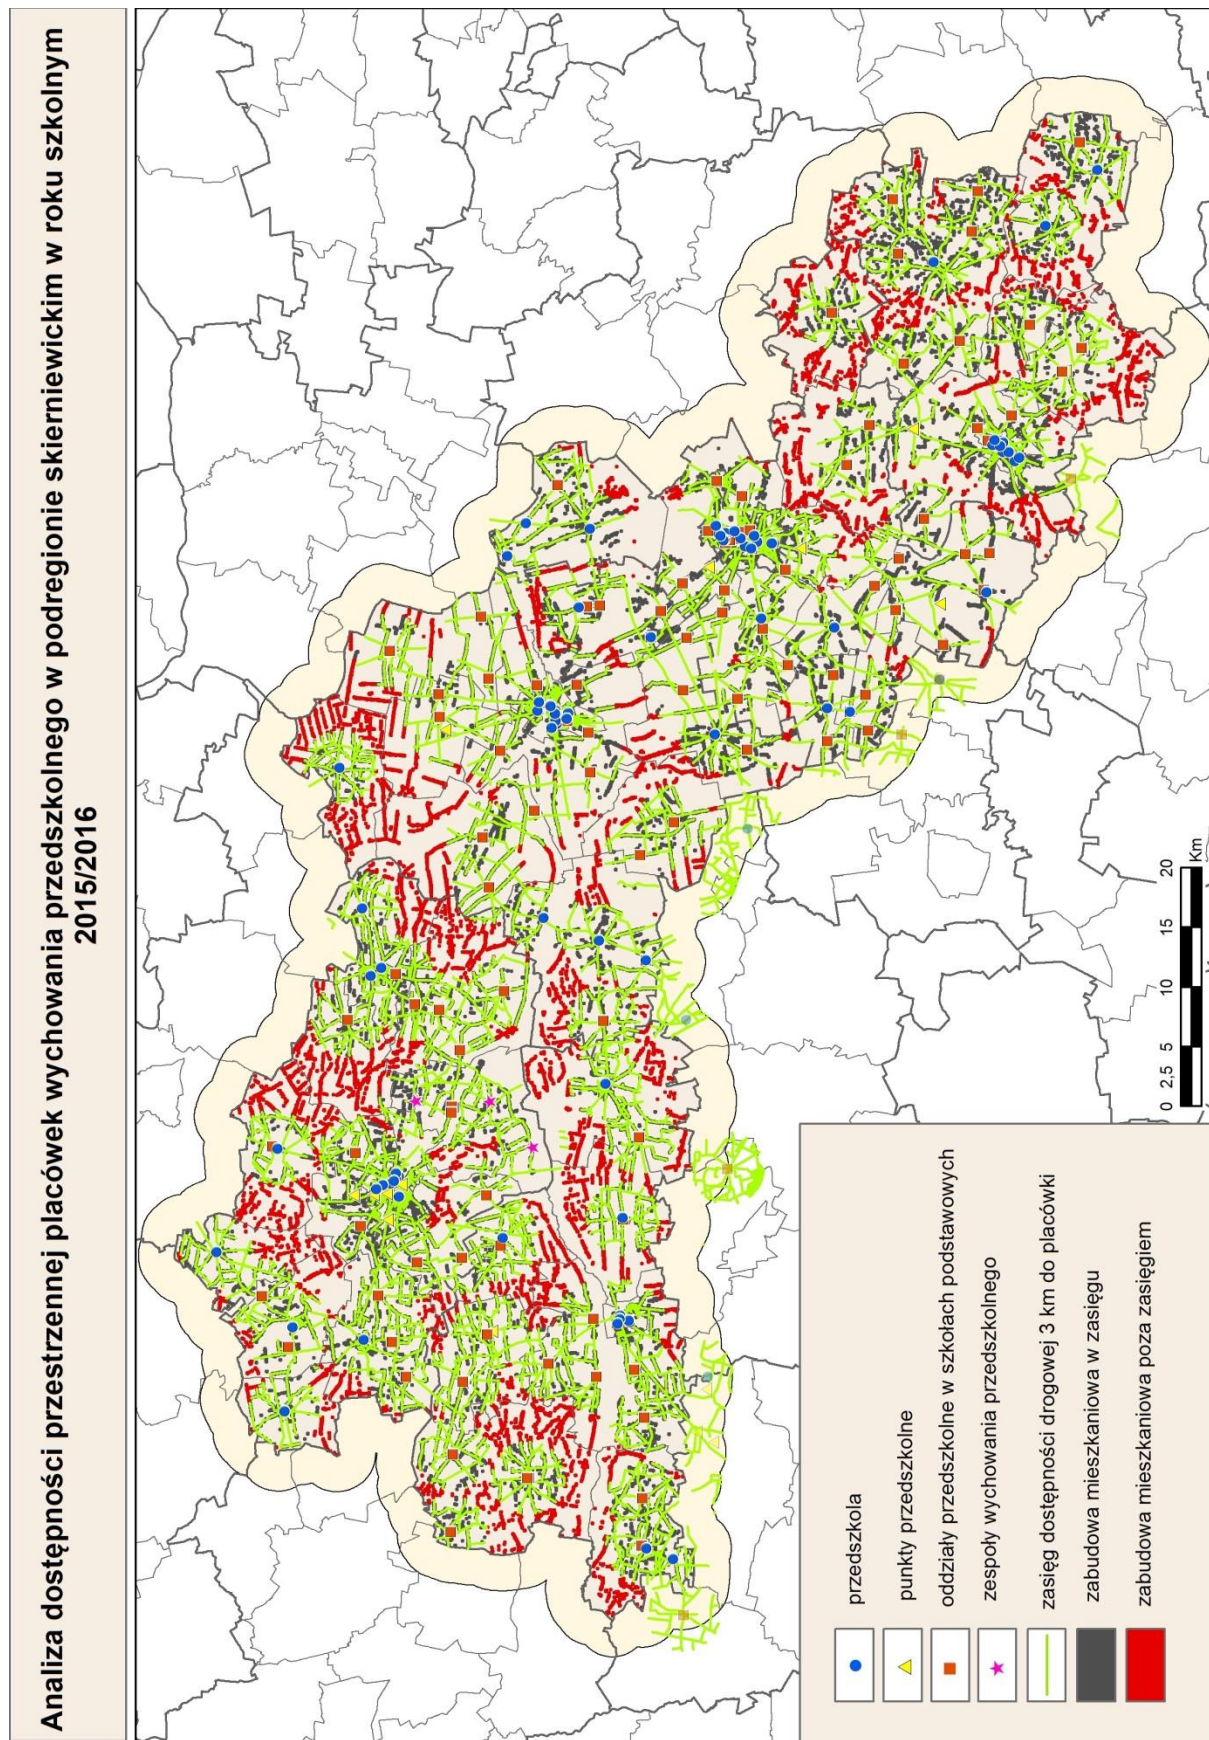 Analiza dostępności przestrzennej placówek wychowania przedszkolnego w podregionie skierniewickim w roku szkolnym
2015/2016
przedszkola
punkty przedszkolne
oddziały przedszkolne w szkołach podstawowych
zespoły wychowania przedszkolnego
zasięg dostępności drogowej 3 km do placówki
zabudowa mieszkaniowa w zasięgu
zabudowa mieszkaniowa poza zasięgiem
0 2,5 5 10 15 20
Km